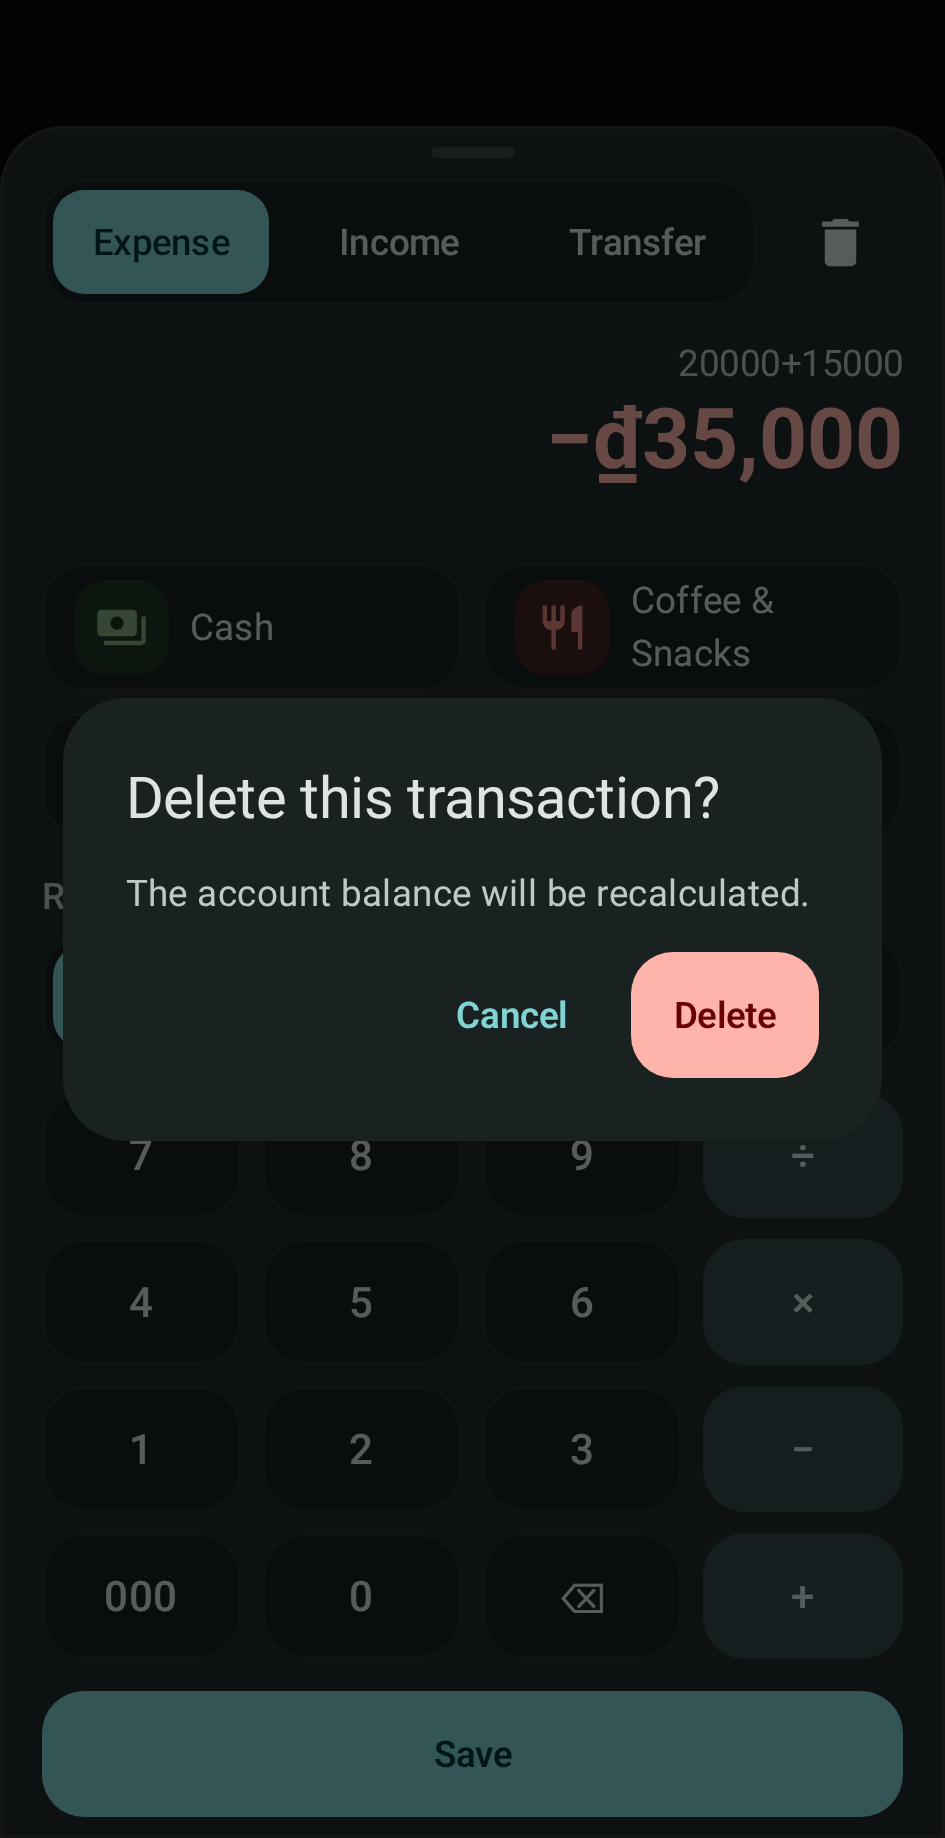 Expense
Income
Transfer
20000+15000
−₫35,000
Cash
Coffee &
Snacks
Delete this transaction?
The account balance will be recalculated.
Cancel
Delete
7
8
9
÷
4
5
6
×
1
2
3
−
000
0
+
Save